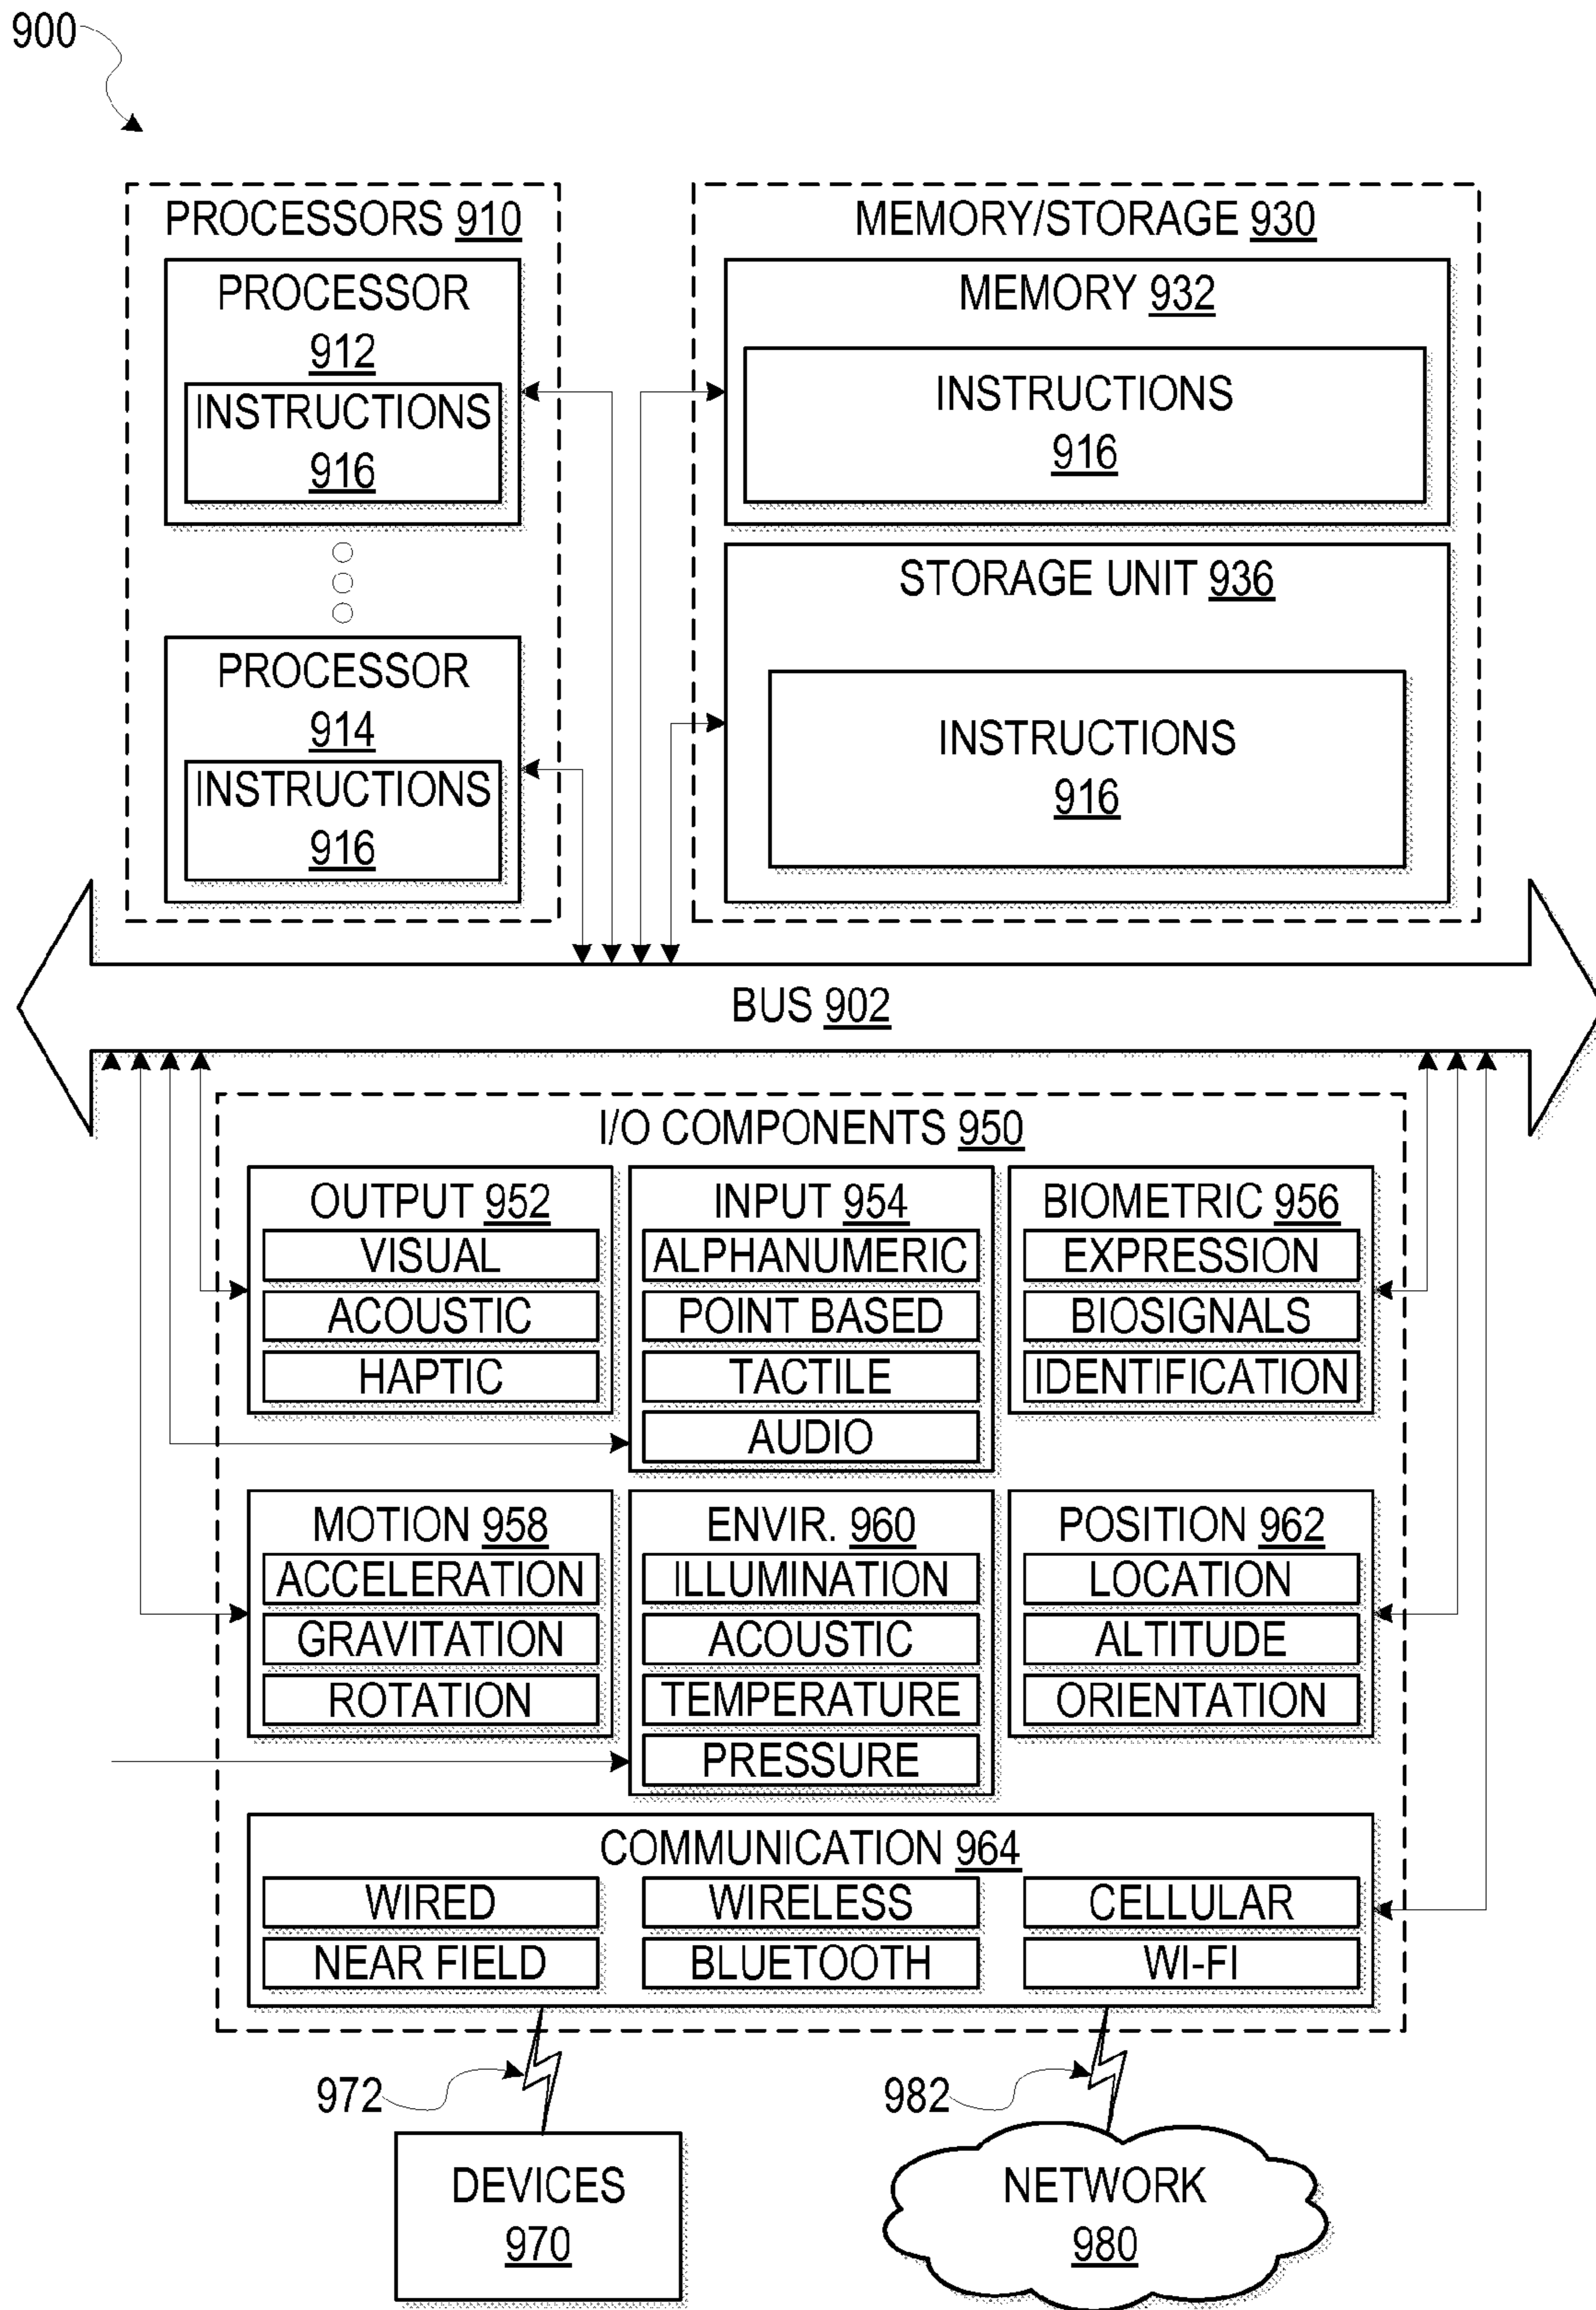 900
PROCESSORS 910
PROCESSOR
912
INSTRUCTIONS
916
PROCESSOR
914
INSTRUCTIONS
916
MEMORY/STORAGE 930
MEMORY 932
INSTRUCTIONS
916
STORAGE UNIT 936
INSTRUCTIONS
916
BUS 902
I/O COMPONENTS 950
OUTPUT 952
VISUAL
ACOUSTIC
HAPTIC
INPUT 954
ALPHANUMERIC
POINT BASED
TACTILE
AUDIO
BIOMETRIC 956
EXPRESSION
BIOSIGNALS
IDENTIFICATION
MOTION 958
ACCELERATION
GRAVITATION
ROTATION
ENVIR. 960
ILLUMINATION
ACOUSTIC
TEMPERATURE
PRESSURE
POSITION 962
LOCATION
ALTITUDE
ORIENTATION
COMMUNICATION 964
WIRED
WIRELESS
CELLULAR
NEAR FIELD
BLUETOOTH
WI-FI
972
982
DEVICES
970
NETWORK
980